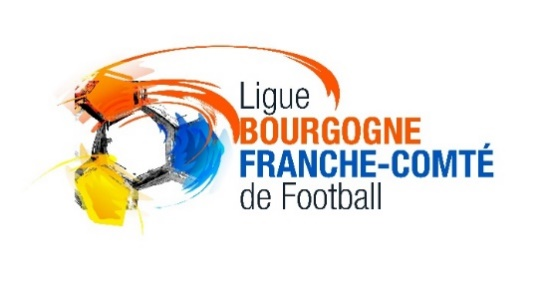 Ligue
BOURGOGNE
FRANCHE-COMTÉ
de Football